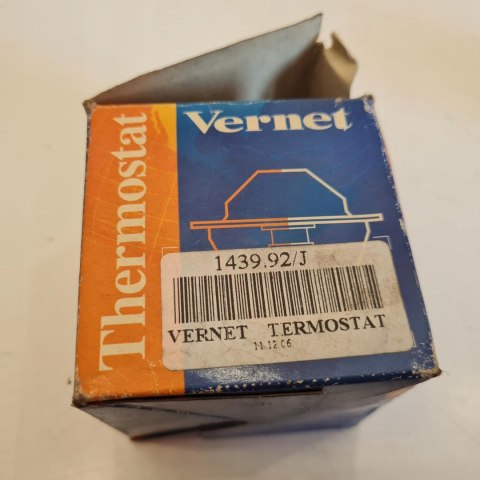 Thermostat
Vernet
1439.92/J
VERNET TERMOSTAT
11.12.06